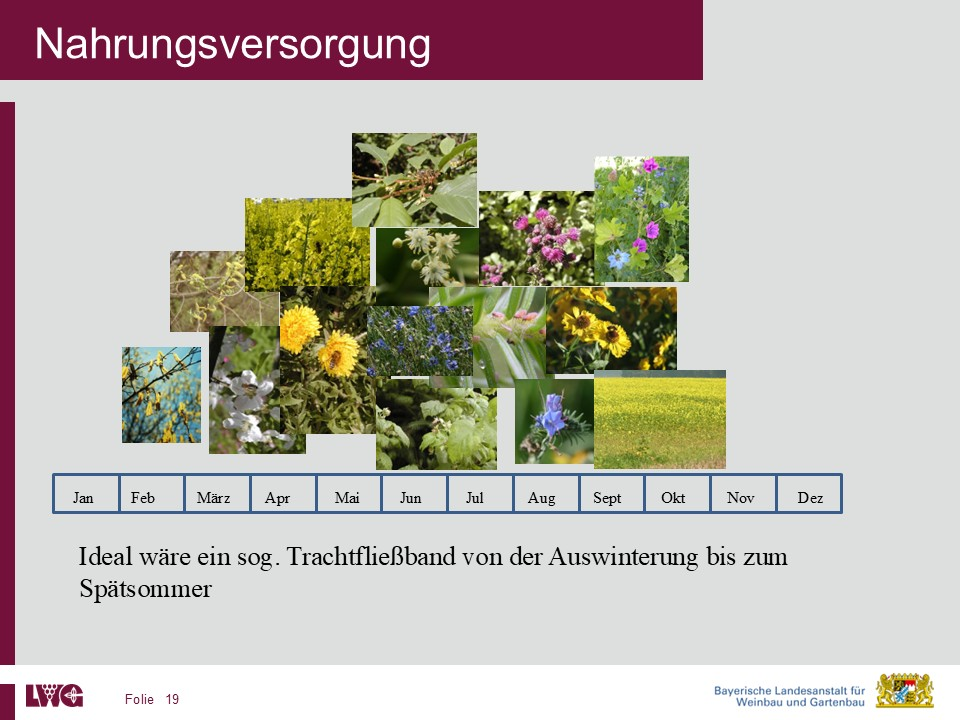 Nahrungsversorgung
Jan Feb März Apr Mai Jun Jul Aug Sept Okt Nov Dez
Ideal wäre ein sog. Trachtfließband von der Auswinterung bis zum
Spätsommer
LWG
Folie 19
Bayerische Landesanstalt für
Weinbau und Gartenbau